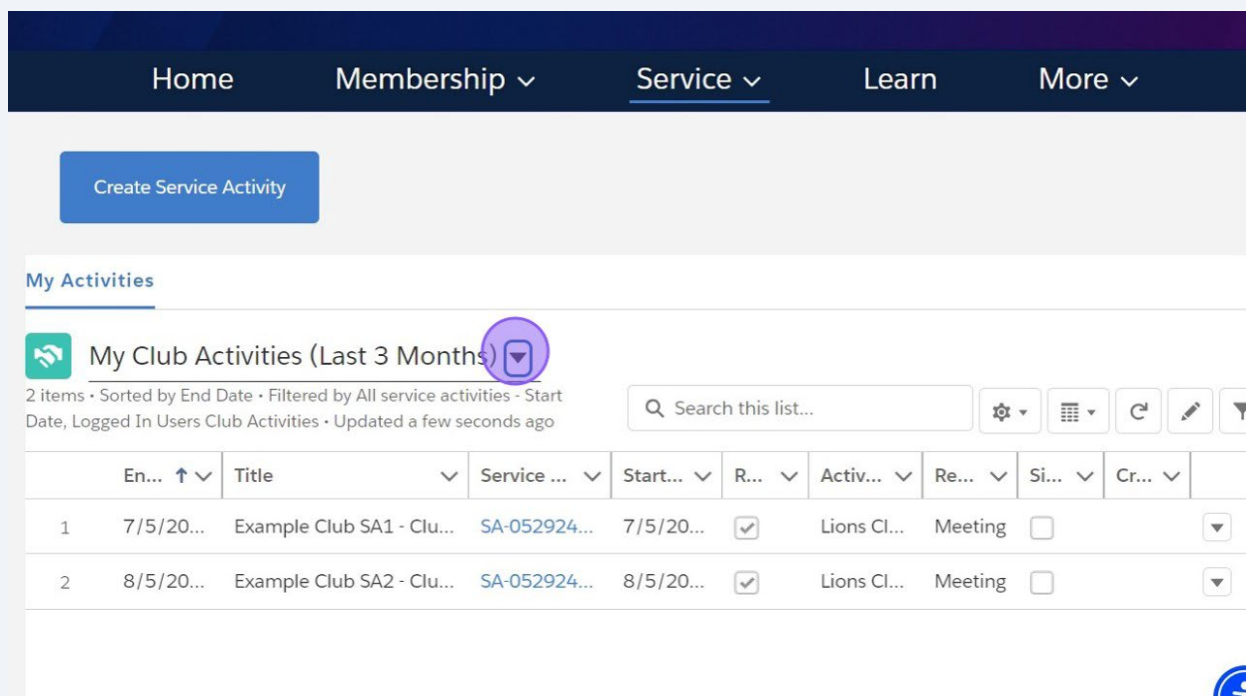 Home Membership Service Learn More
Create Service Activity
My Activities
My Club Activities (Last 3 Months)
2 items • Sorted by End Date • Filtered by All service activities - Start
Date, Logged In Users Club Activities • Updated a few seconds ago
Search this list...
En... Title Service ... Start... R... Activ... Re... Si... Cr...
1 7/5/20... Example Club SA1 - Clu... SA-052924... 7/5/20... Lions Cl... Meeting
2 8/5/20... Example Club SA2 - Clu... SA-052924... 8/5/20... Lions Cl... Meeting